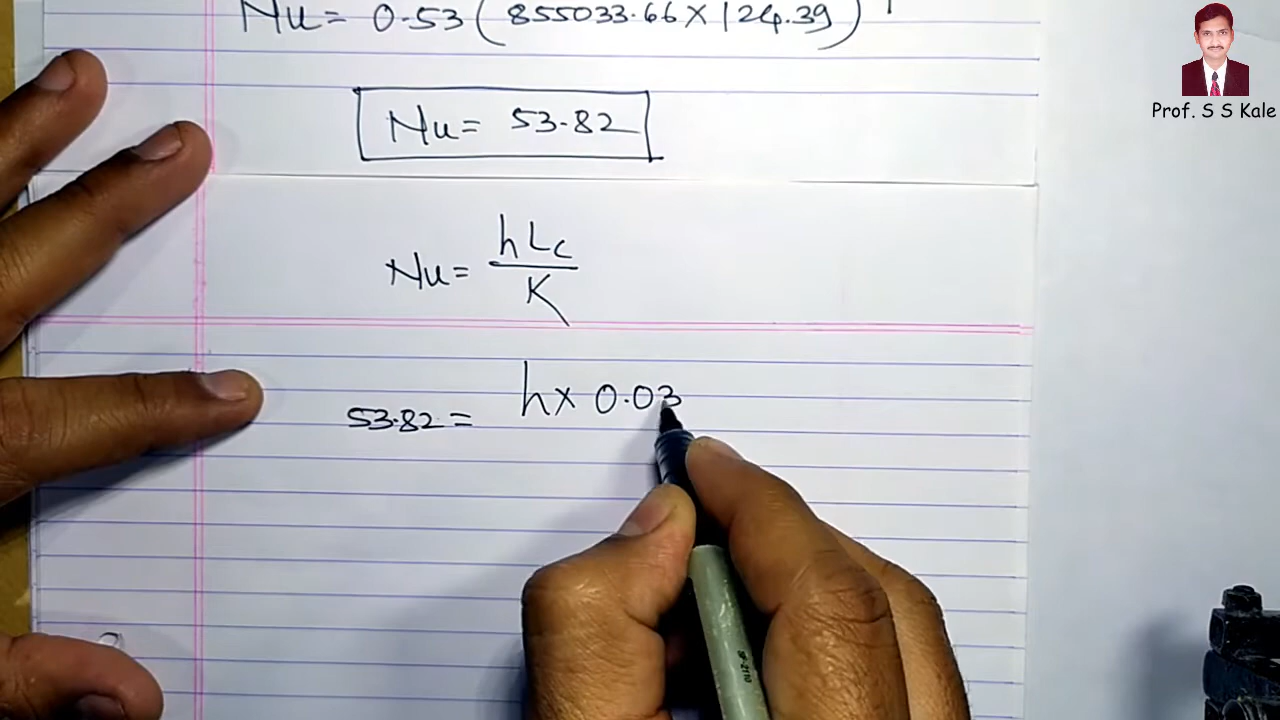 Nu = 0.53 (855033.66 × 124.39)
Prof. S S Kale
Nu = 53.82
Nu = hLc / K
53.82 = h × 0.03